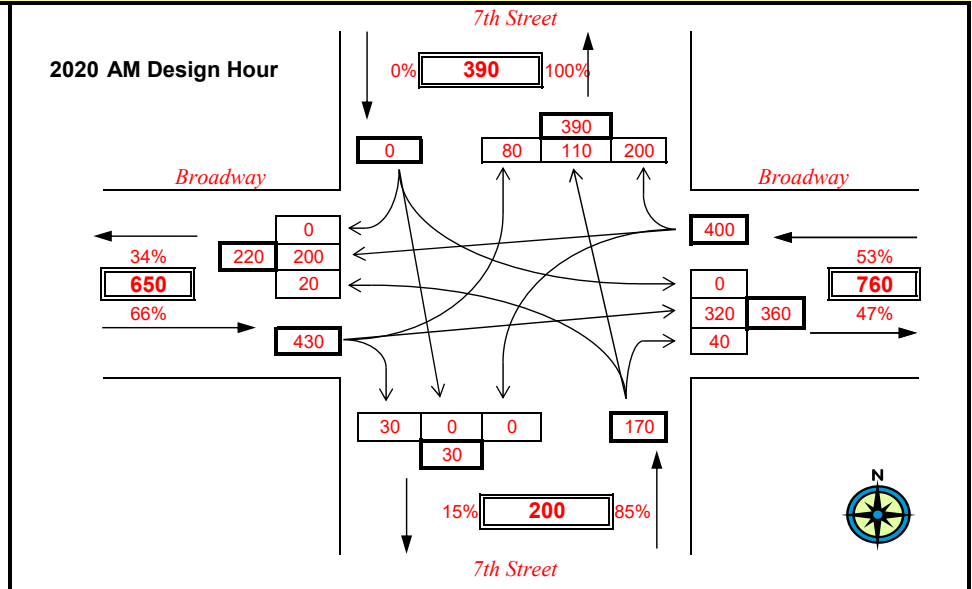 7th Street
2020 AM Design Hour
0% 390 100%
390
0 80 110 200
Broadway Broadway
0 400
34% 220 200 53%
650 20 0 760
66% 320 360 47%
430 40
30 0 0 170
30
N
15% 200 85%
7th Street